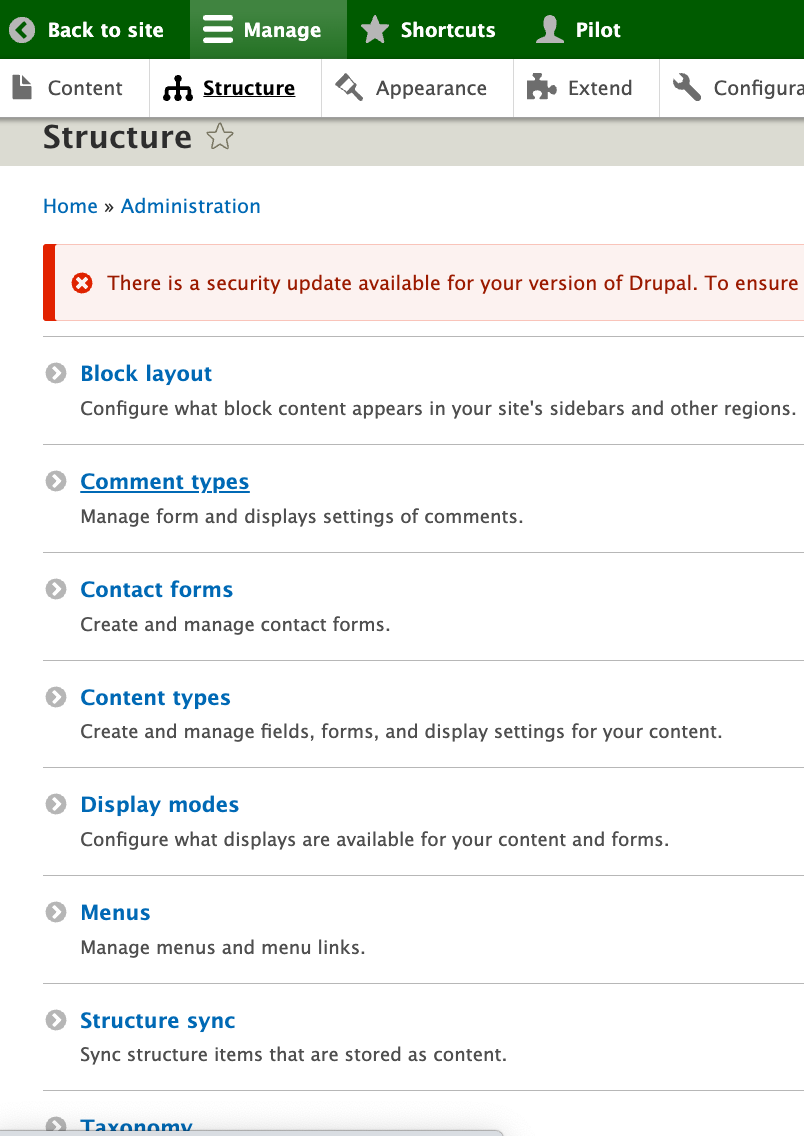 Back to site Manage Shortcuts Pilot
Content Structure Appearance Extend Configura
Structure
Home » Administration
There is a security update available for your version of Drupal. To ensure
Block layout
Configure what block content appears in your site's sidebars and other regions.
Comment types
Manage form and displays settings of comments.
Contact forms
Create and manage contact forms.
Content types
Create and manage fields, forms, and display settings for your content.
Display modes
Configure what displays are available for your content and forms.
Menus
Manage menus and menu links.
Structure sync
Sync structure items that are stored as content.
Taxonomy